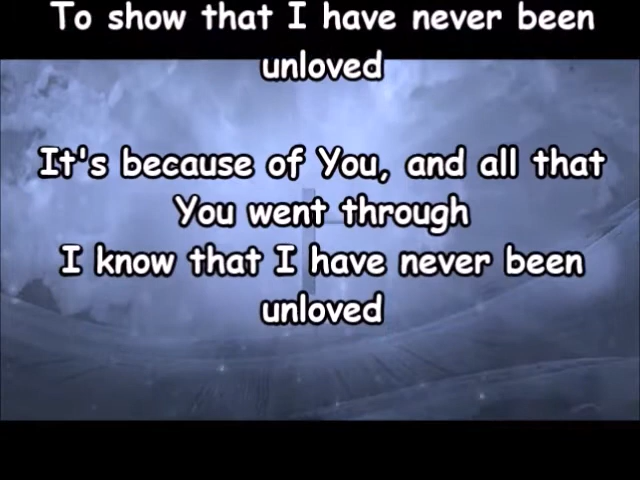 To show that I have never been
unloved
It's because of You, and all that
You went through
I know that I have never been
unloved